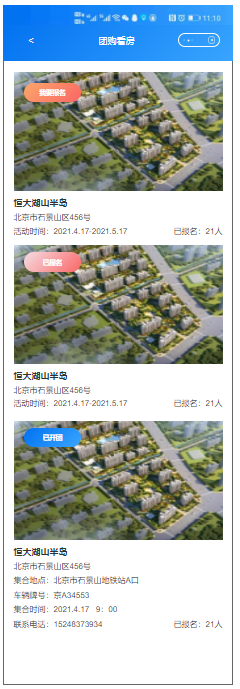 11:10
<
团购看房
我要报名
恒大湖山半岛
北京市石景山区456号
活动时间：2021.4.17-2021.5.17 已报名：21人
已报名
恒大湖山半岛
北京市石景山区456号
活动时间：2021.4.17-2021.5.17 已报名：21人
已开团
恒大湖山半岛
北京市石景山区456号
集合地点：北京市石景山地铁站A口
车辆牌号：京A34553
集合时间：2021.4.17 9：00
联系电话：15248373934 已报名：21人